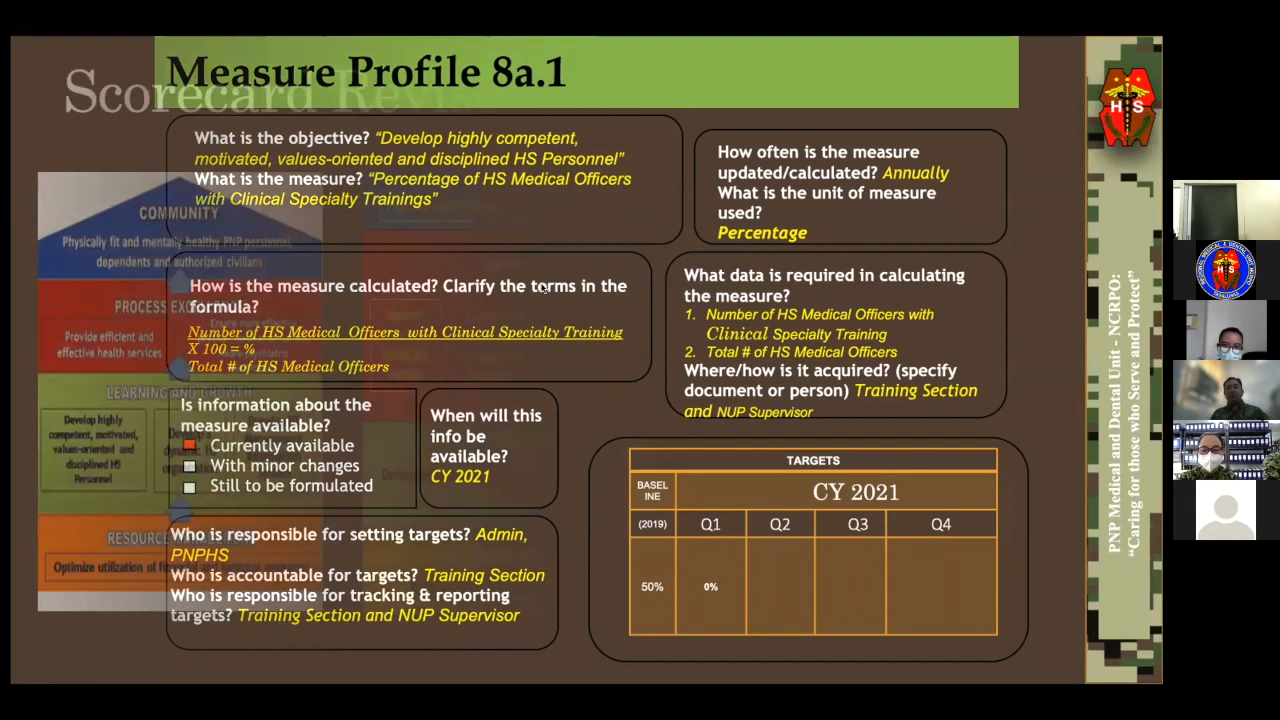 Measure Profile 8a.1
Scorecard Rev
What is the objective? “Develop highly competent,
motivated, values-oriented and disciplined HS Personnel”
What is the measure? “Percentage of HS Medical Officers
with Clinical Specialty Trainings”
How often is the measure
updated/calculated? Annually
What is the unit of measure
used?
Percentage
COMMUNITY
Physically fit and mentally healthy PNP personnel,
dependents and authorized civilians
How is the measure calculated? Clarify the terms in the
formula?
Number of HS Medical Officers with Clinical Specialty Training
X 100 = %
Total # of HS Medical Officers
PROCESS
Provide efficient and
effective health services
What data is required in calculating
the measure?
1. Number of HS Medical Officers with
Clinical Specialty Training
2. Total # of HS Medical Officers
Where/how is it acquired? (specify
document or person) Training Section
and NUP Supervisor
LEARNING AND GROWTH
Develop highly
competent, motivated,
values-oriented and
disciplined HS
Personnel
Is information about the
measure available?
Currently available
With minor changes
Still to be formulated
When will this
info be
available?
CY 2021
RESOURCE
Optimize utilization of
Who is responsible for setting targets? Admin,
PNPHS
Who is accountable for targets? Training Section
Who is responsible for tracking & reporting
targets? Training Section and NUP Supervisor
TARGETS
BASEL
INE
CY 2021
(2019) Q1 Q2 Q3 Q4
50% 0%
H S
PNP Medical and Dental Unit - NCRPO:
“Caring for those who Serve and Protect”
H S